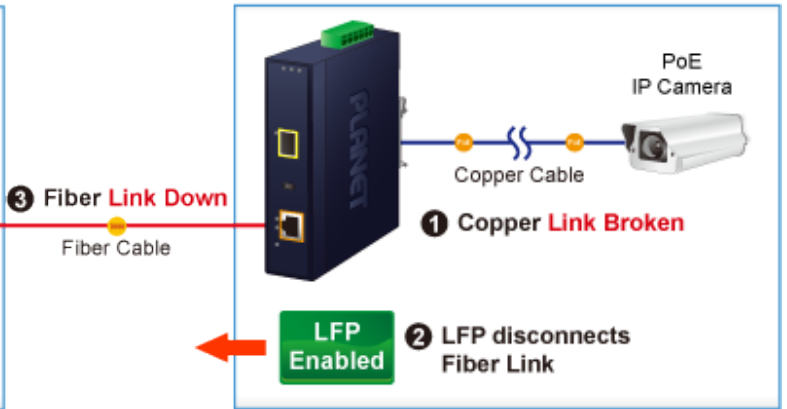 PoE
IP Camera
PLANET
Copper Cable
❸ Fiber Link Down
Fiber Cable
❶ Copper Link Broken
LFP
Enabled
❷ LFP disconnects
Fiber Link